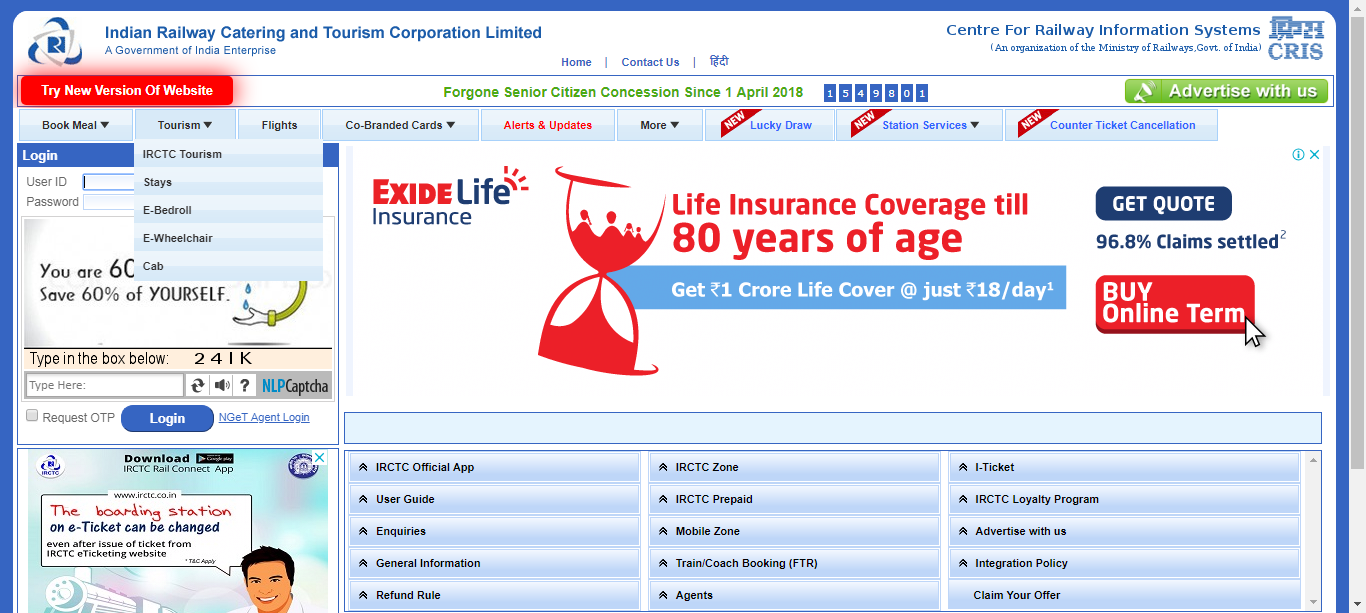 Indian Railway Catering and Tourism Corporation Limited
A Government of India Enterprise
Centre For Railway Information Systems
(An organization of the Ministry of Railways,Govt. of India)
CRIS
Home | Contact Us | हिंदी
Try New Version Of Website
Forgone Senior Citizen Concession Since 1 April 2018 1 5 4 9 8 0 1
Advertise with us
Book Meal Tourism Flights Co-Branded Cards Alerts & Updates More NEW Lucky Draw NEW Station Services NEW Counter Ticket Cancellation
Login
User ID
Password
IRCTC Tourism
Stays
E-Bedroll
E-Wheelchair
Cab
You are 60
Save 60% of YOURSELF.
Type in the box below: 2 4 I K
Type Here:
? NLPCaptcha
Request OTP Login NGeT Agent Login
EXIDE Life
Insurance
Life Insurance Coverage till
80 years of age
Get ₹1 Crore Life Cover @ just ₹18/day1
GET QUOTE
96.8% Claims settled2
BUY
Online Term
Download Google play
IRCTC Rail Connect App
IRCTC
www.irctc.co.in
The boarding station
on e-Ticket can be changed
even after issue of ticket from
IRCTC eTicketing website
* T&C Apply
IRCTC Official App
IRCTC Zone
I-Ticket
User Guide
IRCTC Prepaid
IRCTC Loyalty Program
Enquiries
Mobile Zone
Advertise with us
General Information
Train/Coach Booking (FTR)
Integration Policy
Refund Rule
Agents
Claim Your Offer